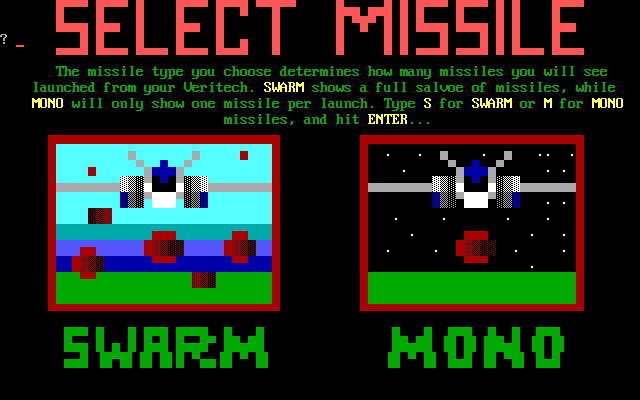 SELECT MISSILE
? _
The missile type you choose determines how many missiles you will see
launched from your Veritech. SWARM shows a full salvoe of missiles, while
MONO will only show one missile per launch. Type S for SWARM or M for MONO
missiles, and hit ENTER...
SWARM MONO